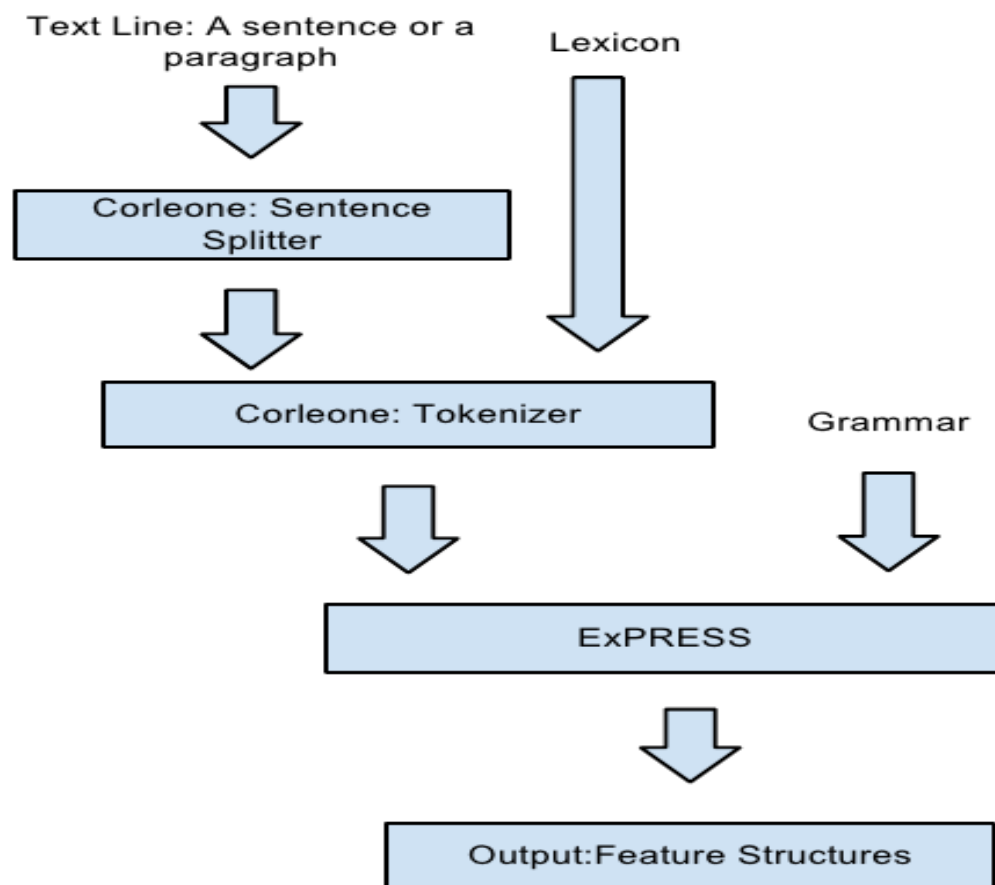 Text Line: A sentence or a
paragraph
Lexicon
Corleone: Sentence
Splitter
Corleone: Tokenizer
Grammar
ExPRESS
Output:Feature Structures